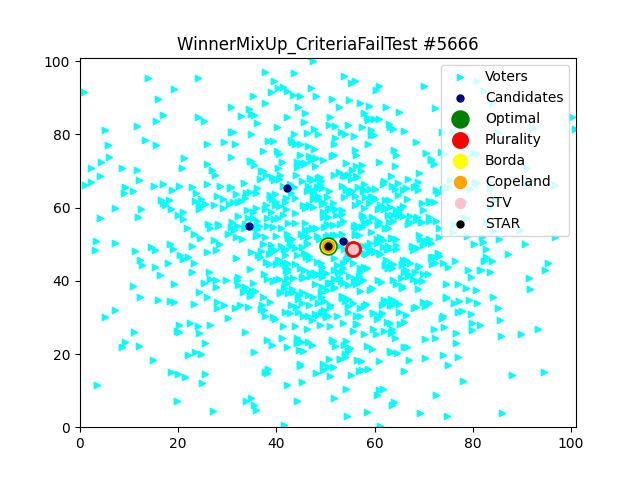 WinnerMixUp_CriteriaFailTest #5666
100
80
60
40
20
0
0
20
40
60
80
100
Voters
Candidates
Optimal
Plurality
Borda
Copeland
STV
STAR